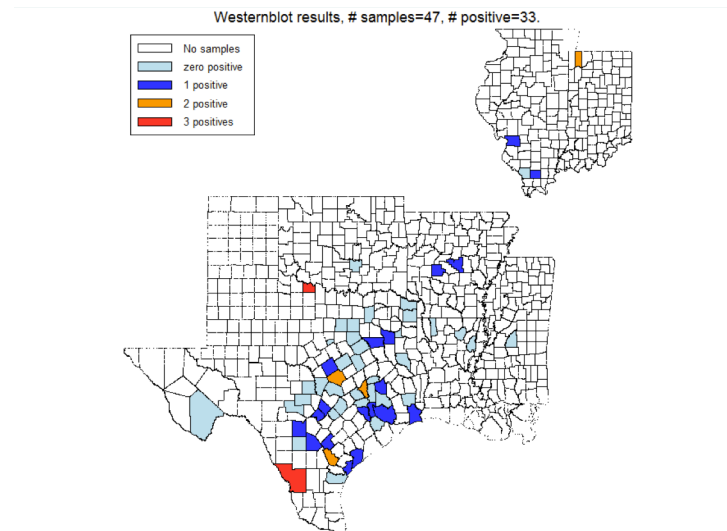 Westernblot results, # samples=47, # positive=33.
No samples
zero positive
1 positive
2 positive
3 positives